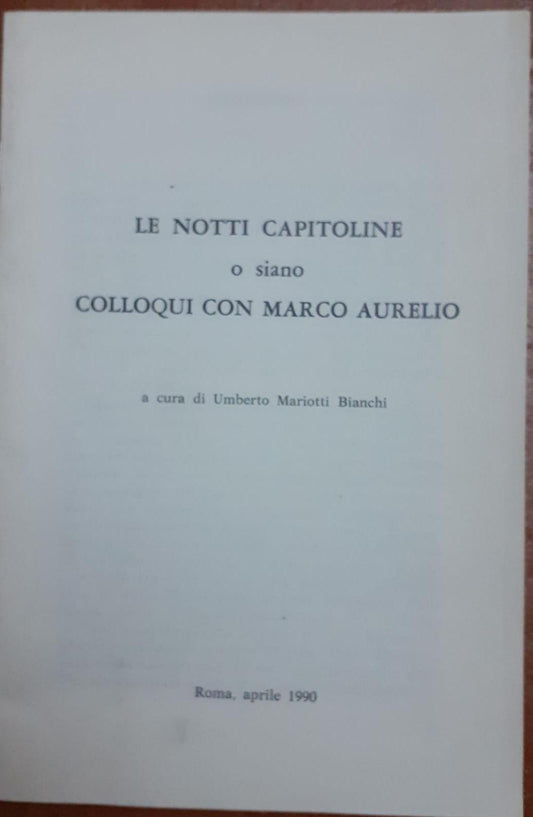 LE NOTTI CAPITOLINE
o siano
COLLOQUI CON MARCO AURELIO
a cura di Umberto Mariotti Bianchi
Roma, aprile 1990